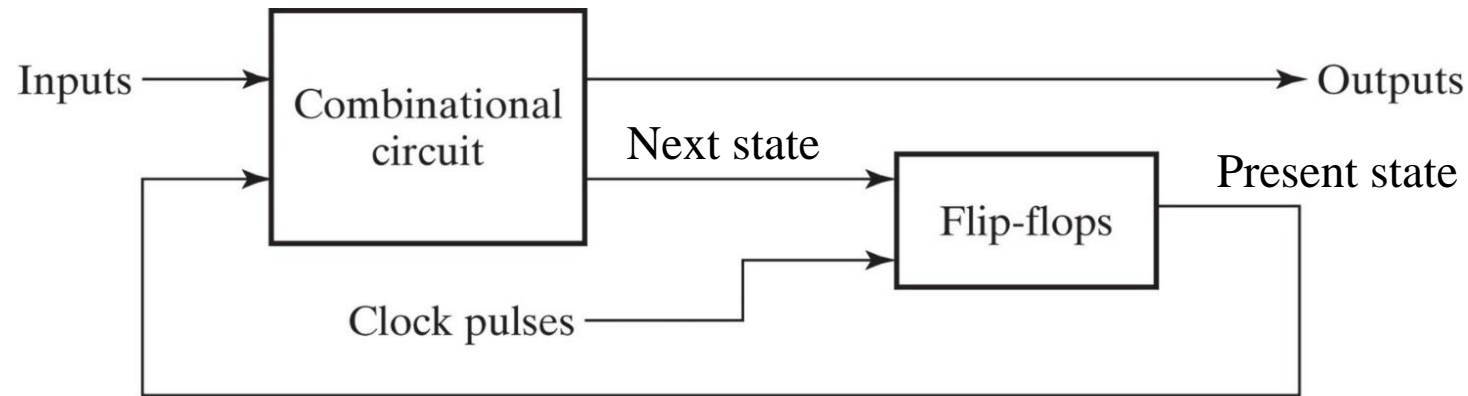 Inputs
Combinational
circuit
Outputs
Next state
Present state
Flip-flops
Clock pulses